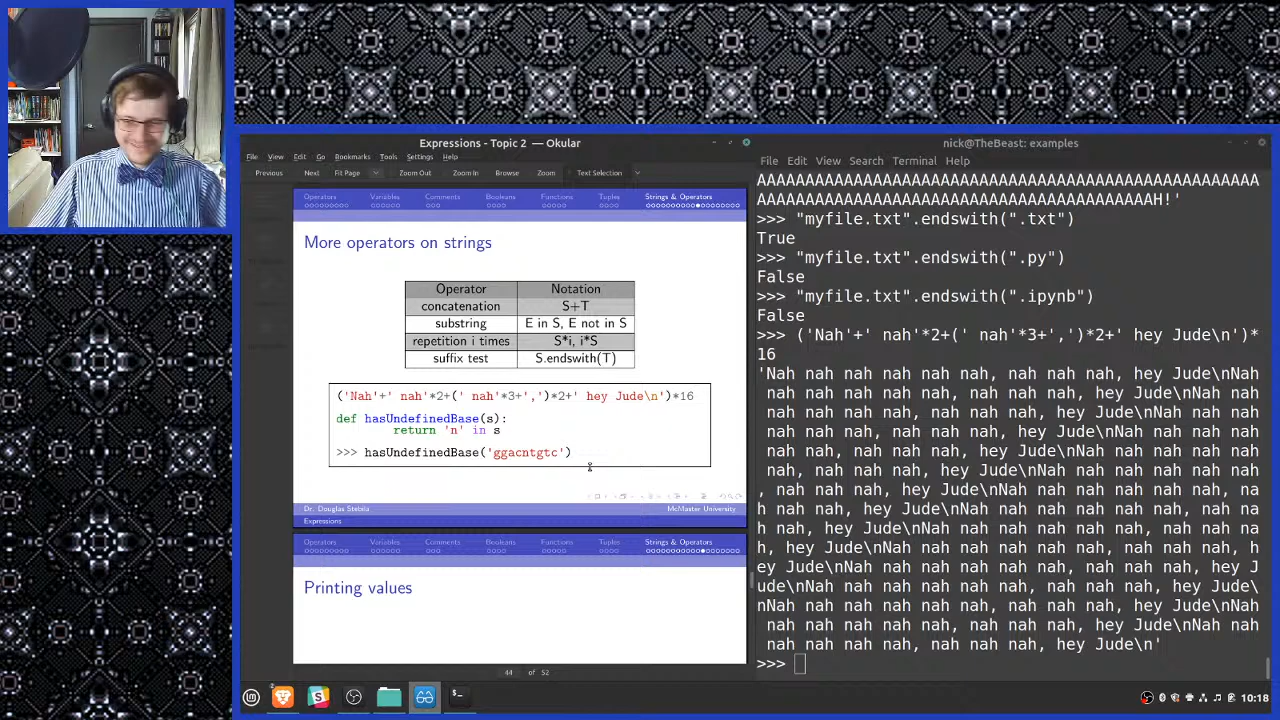 Expressions - Topic 2 — Okular
File Edit View Go Bookmarks Tools Settings Help
Previous Next Fit Page Zoom Out Zoom In Browse Zoom Text Selection
Operators Variables Comments Booleans Functions Tuples Strings & Operators
More operators on strings
Operator Notation
concatenation S+T
substring E in S, E not in S
repetition i times S*i, i*S
suffix test S.endswith(T)
('Nah'+' nah'*2+(' nah'*3+',')*2+' hey Jude\n')*16
def hasUndefinedBase(s):
return 'n' in s
>>> hasUndefinedBase('ggacntgtc')
Dr. Douglas Stebila McMaster University
Expressions
Operators Variables Comments Booleans Functions Tuples Strings & Operators
Printing values
44 of 52
nick@TheBeast: examples
File Edit View Search Terminal Help
AAAAAAAAAAAAAAAAAAAAAAAAAAAAAAAAAAAAAAAAAAAAAAAAAAAA
AAAAAAAAAAAAAAAAAAAAAAAAAAAAAAAAAAAAAAAAAH!'
>>> "myfile.txt".endswith(".txt")
True
>>> "myfile.txt".endswith(".py")
False
>>> "myfile.txt".endswith(".ipynb")
False
>>> ('Nah'+' nah'*2+(' nah'*3+',')*2+' hey Jude\n')*
16
'Nah nah nah nah nah nah, nah nah nah, hey Jude\nNah
nah nah nah nah nah, nah nah nah, hey Jude\nNah nah
nah nah nah nah, nah nah nah, hey Jude\nNah nah nah
nah nah nah, nah nah nah, hey Jude\nNah nah nah nah
nah nah, nah nah nah, hey Jude\nNah nah nah nah nah
nah, nah nah nah, hey Jude\nNah nah nah nah nah nah
, nah nah nah, hey Jude\nNah nah nah nah nah nah, na
h nah nah, hey Jude\nNah nah nah nah nah nah, nah na
h nah, hey Jude\nNah nah nah nah nah nah, nah nah na
h, hey Jude\nNah nah nah nah nah nah, nah nah nah, h
ey Jude\nNah nah nah nah nah nah, nah nah nah, hey J
ude\nNah nah nah nah nah nah, nah nah nah, hey Jude\
nNah nah nah nah nah nah, nah nah nah, hey Jude\nNah
nah nah nah nah nah, nah nah nah, hey Jude\nNah nah
nah nah nah nah, nah nah nah, hey Jude\n'
>>>
10:18